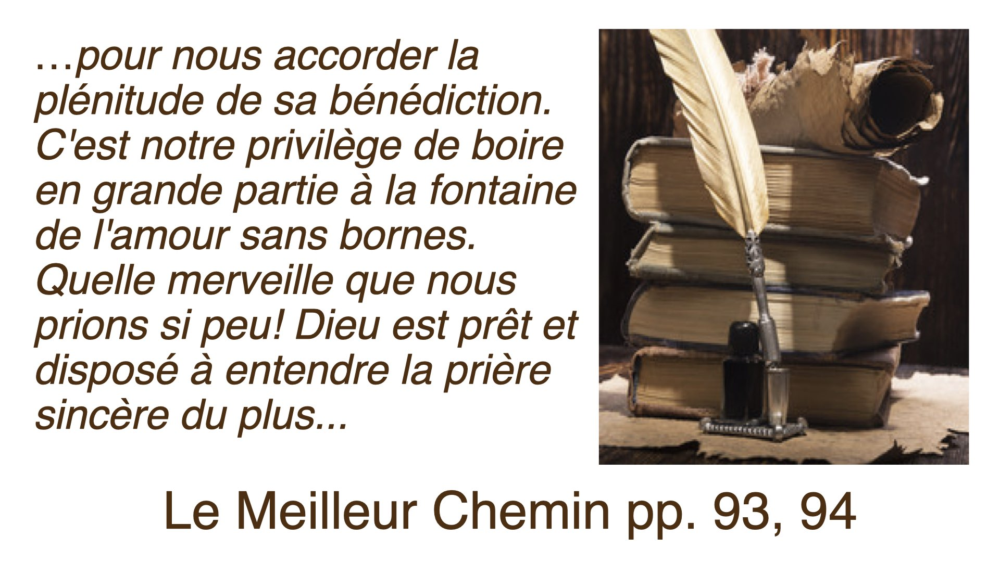 …pour nous accorder la
plénitude de sa bénédiction.
C'est notre privilège de boire
en grande partie à la fontaine
de l'amour sans bornes.
Quelle merveille que nous
prions si peu! Dieu est prêt et
disposé à entendre la prière
sincère du plus...
Le Meilleur Chemin pp. 93, 94